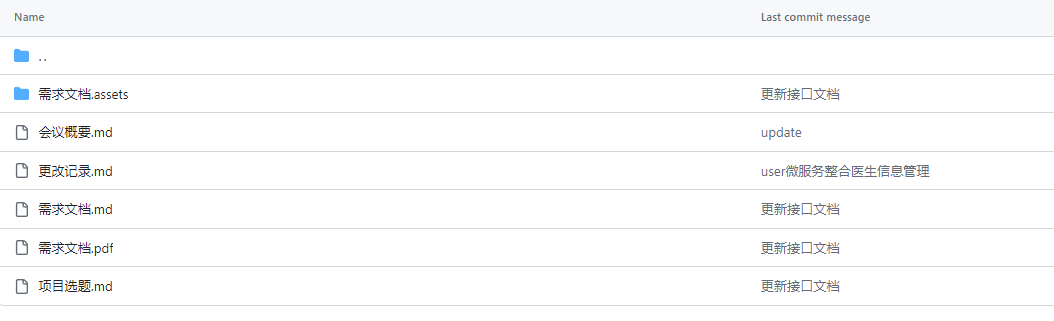 Name Last commit message
..
需求文档.assets 更新接口文档
会议概要.md update
更改记录.md user微服务整合医生信息管理
需求文档.md 更新接口文档
需求文档.pdf 更新接口文档
项目选题.md 更新接口文档